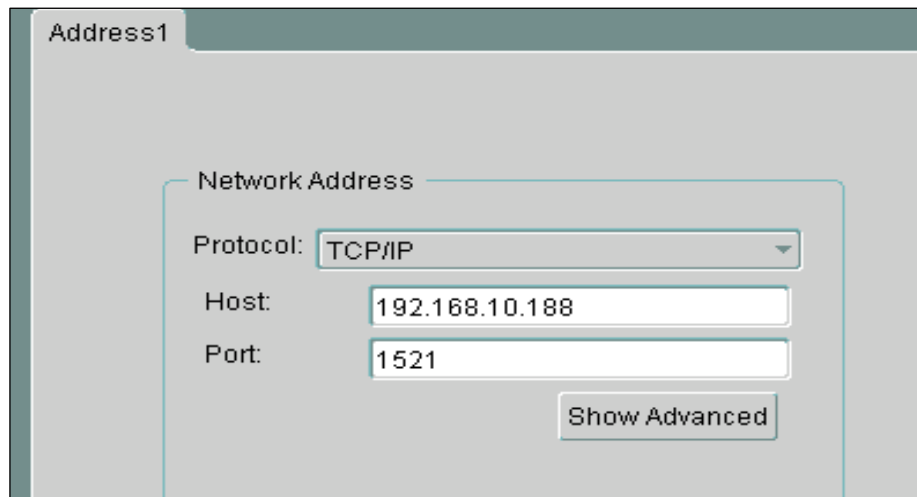 Address1
Network Address
Protocol: TCP/IP
Host: 192.168.10.188
Port: 1521
Show Advanced